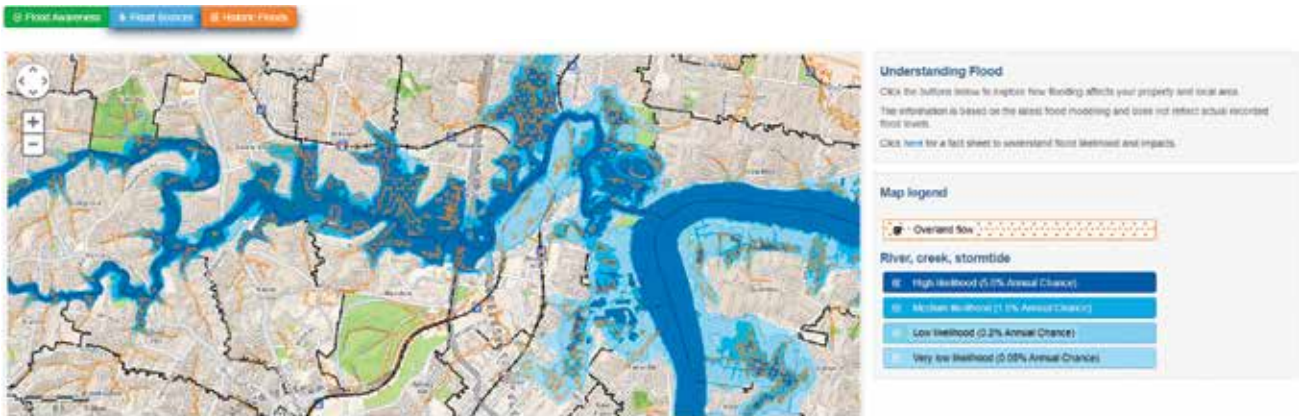 Flood Awareness
Flood Sources
Historic Floods
Understanding Flood
Click the buttons below to explore how flooding affects your property and local area.
The information is based on the latest flood modelling and does not reflect actual recorded
flood levels.
Click here for a fact sheet to understand flood likelihood and impacts.
Map legend
Overland flow
River, creek, stormtide
High likelihood (5.0% Annual Chance)
Medium likelihood (1.0% Annual Chance)
Low likelihood (0.2% Annual Chance)
Very low likelihood (0.05% Annual Chance)